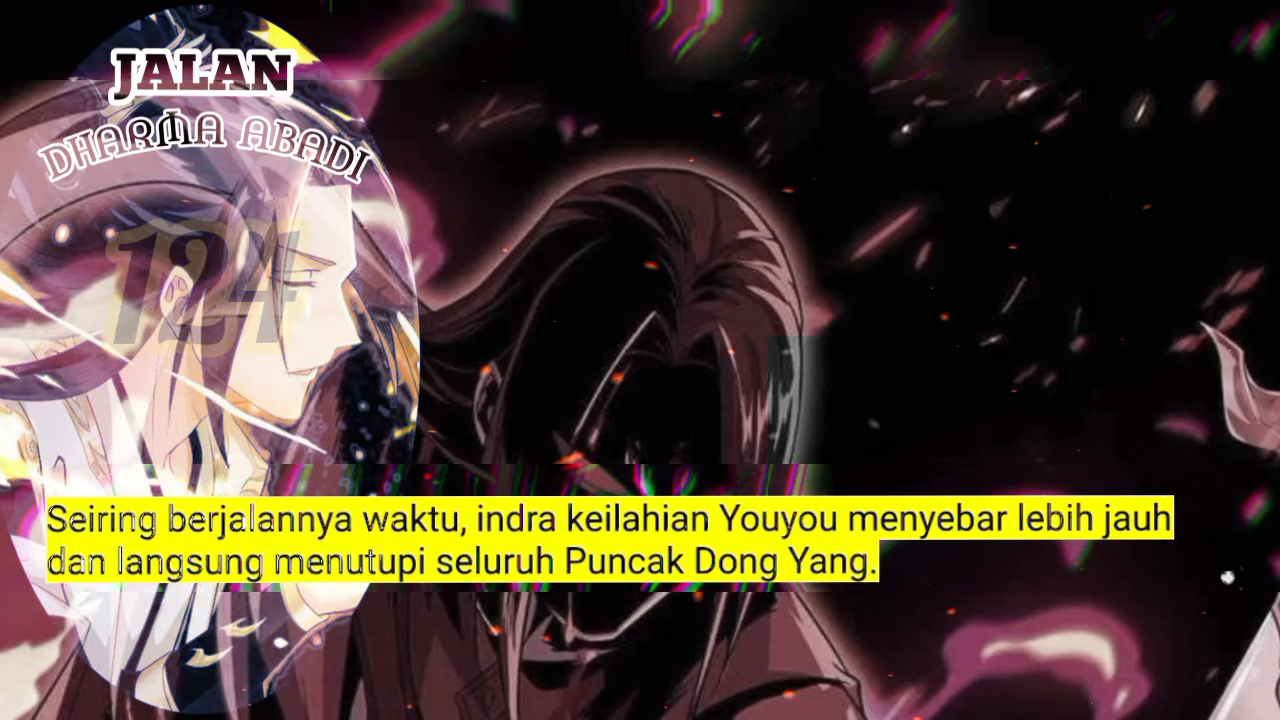 JALAN
DHARMA ABADI
124
Seiring berjalannya waktu, indra keilahian Youyou menyebar lebih jauh
dan langsung menutupi seluruh Puncak Dong Yang.